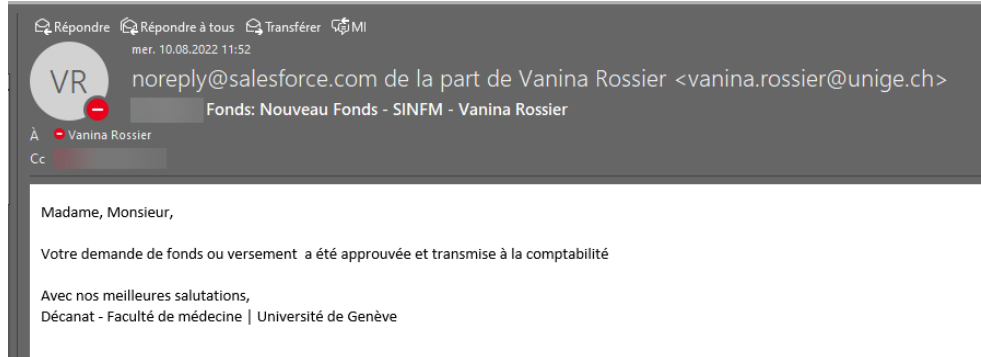 Répondre Répondre à tous Transférer MI
mer. 10.08.2022 11:52
VR
noreply@salesforce.com de la part de Vanina Rossier <vanina.rossier@unige.ch>
Fonds: Nouveau Fonds - SINFM - Vanina Rossier
À Vanina Rossier
Cc
Madame, Monsieur,
Votre demande de fonds ou versement  a été approuvée et transmise à la comptabilité
Avec nos meilleures salutations,
Décanat - Faculté de médecine | Université de Genève